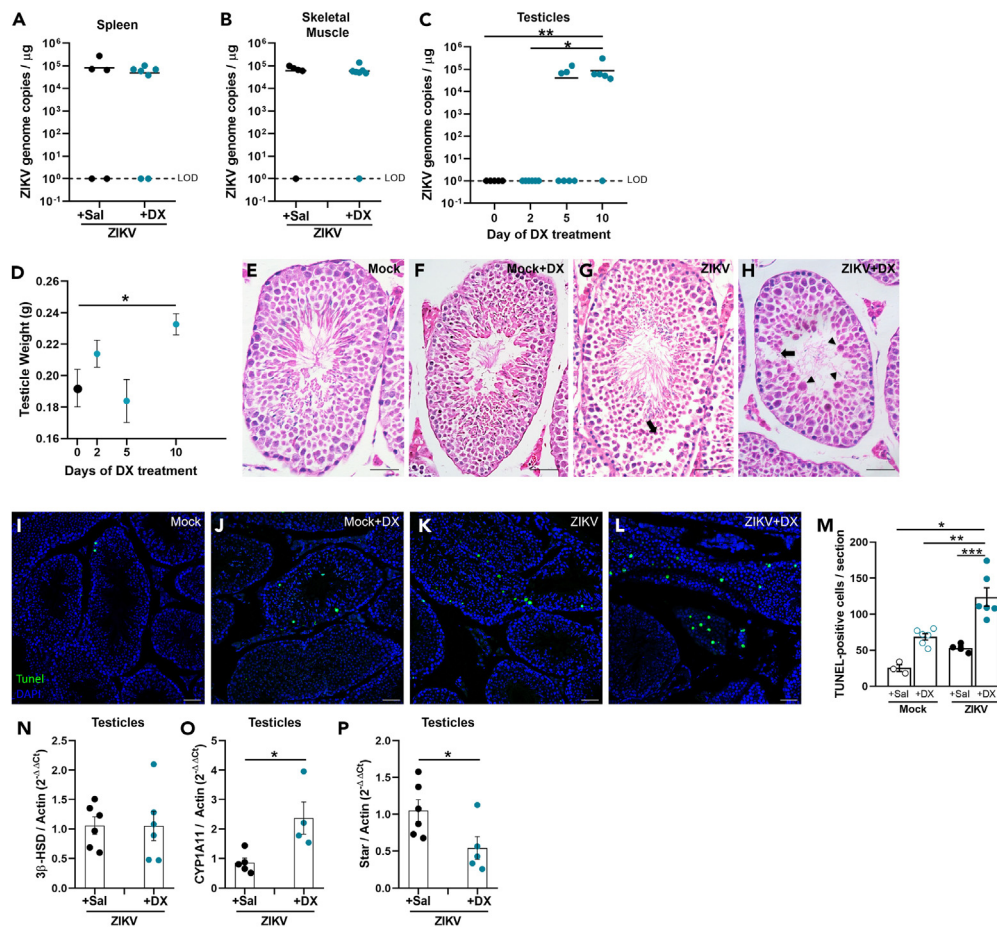 A
Spleen
ZIKV genome copies / µg
10⁶
10⁵
10⁴
10³
10²
10¹
10⁰
10⁻¹
LOD
+Sal
+DX
ZIKV
B
Skeletal
Muscle
ZIKV genome copies / µg
10⁶
10⁵
10⁴
10³
10²
10⁵
10⁰
10⁻¹
LOD
+Sal
+DX
ZIKV
C
Testicles
**
*
ZIKV genome copies / µg
10⁶
10⁵
10⁴
10³
10²
10¹
10⁰
10⁻¹
LOD
0 2 5 10
Day of DX treatment
D
*
Testicle Weight (g)
0.24
0.22
0.20
0.18
0.16
0 2 5 10
Days of DX treatment
E
Mock
F
Mock+DX
G
ZIKV
H
ZIKV+DX
I
Mock
Tunel
DAPI
J
Mock+DX
K
ZIKV
L
ZIKV+DX
M
*
**
***
TUNEL-positive cells / section
200
150
100
50
0
+Sal +DX +Sal +DX
Mock ZIKV
N
Testicles
3β-HSD / Actin (2^-ΔΔCt)
2.5
2.0
1.5
1.0
0.5
0.0
+Sal +DX
ZIKV
O
Testicles
*
CYP1A11 / Actin (2^-ΔΔCt)
5
4
3
2
1
0
+Sal +DX
ZIKV
P
Testicles
*
Star / Actin (2^-ΔΔCt)
2.0
1.5
1.0
0.5
0.0
+Sal +DX
ZIKV